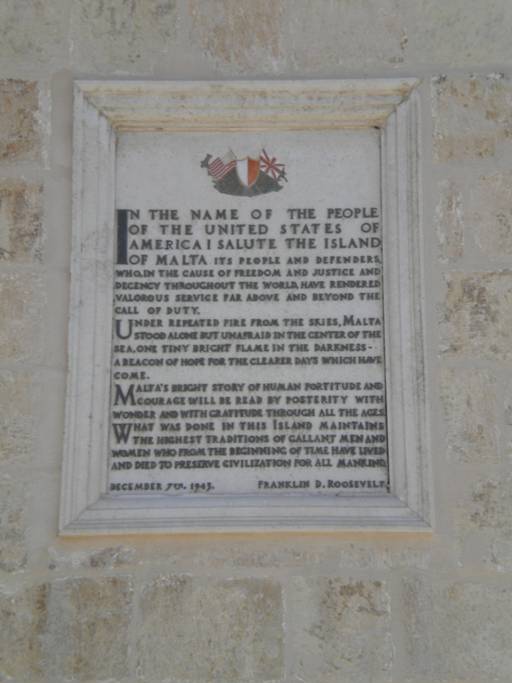 IN THE NAME OF THE PEOPLE
OF THE UNITED STATES OF
AMERICA I SALUTE THE ISLAND
OF MALTA ITS PEOPLE AND DEFENDERS,
WHO, IN THE CAUSE OF FREEDOM AND JUSTICE AND
DECENCY THROUGHOUT THE WORLD, HAVE RENDERED
VALOROUS SERVICE FAR ABOVE AND BEYOND THE
CALL OF DUTY.
UNDER REPEATED FIRE FROM THE SKIES, MALTA
STOOD ALONE BUT UNAFRAID IN THE CENTER OF THE
SEA, ONE TINY BRIGHT FLAME IN THE DARKNESS--
A BEACON OF HOPE FOR THE CLEARER DAYS WHICH HAVE
COME.
MALTA'S BRIGHT STORY OF HUMAN FORTITUDE AND
COURAGE WILL BE READ BY POSTERITY WITH
WONDER AND WITH GRATITUDE THROUGH ALL THE AGES.
WHAT WAS DONE IN THIS ISLAND MAINTAINS
THE HIGHEST TRADITIONS OF GALLANT MEN AND
WOMEN WHO FROM THE BEGINNING OF TIME HAVE LIVED
AND DIED TO PRESERVE CIVILIZATION FOR ALL MANKIND.
DECEMBER 7TH. 1943. FRANKLIN D. ROOSEVELT.